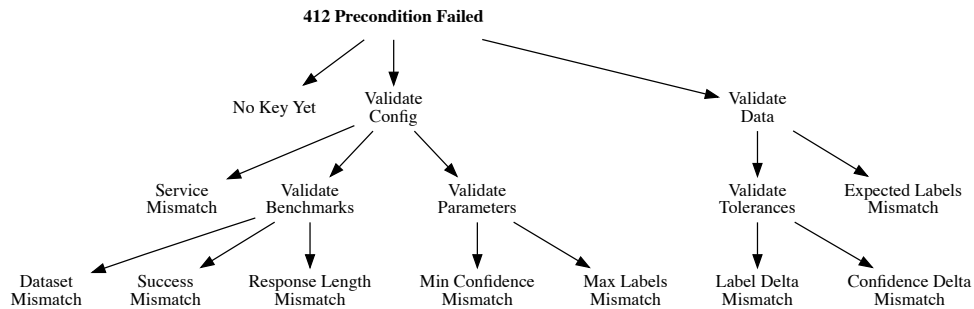 412 Precondition Failed
No Key Yet
Validate
Config
Validate
Data
Service
Mismatch
Validate
Benchmarks
Validate
Parameters
Validate
Tolerances
Expected Labels
Mismatch
Dataset
Mismatch
Success
Mismatch
Response Length
Mismatch
Min Confidence
Mismatch
Max Labels
Mismatch
Label Delta
Mismatch
Confidence Delta
Mismatch